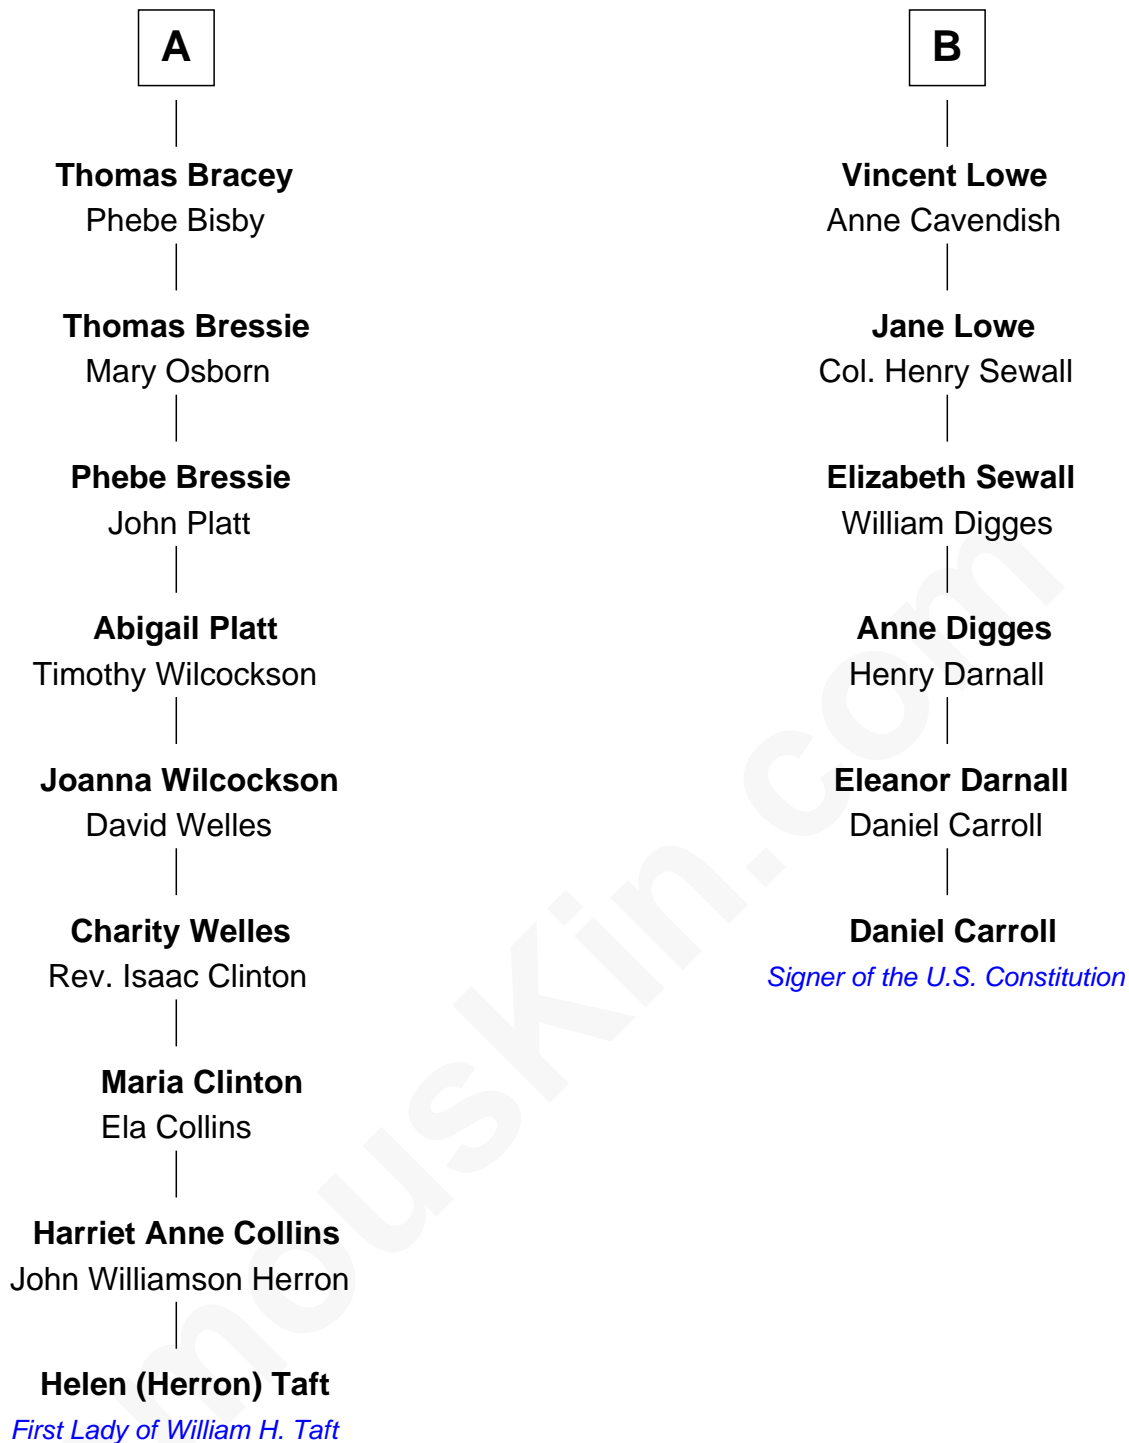 A
Thomas Bracey
Phebe Bisby
Thomas Bressie
Mary Osborn
Phebe Bressie
John Platt
Abigail Platt
Timothy Wilcockson
Joanna Wilcockson
David Welles
Charity Welles
Rev. Isaac Clinton
Maria Clinton
Ela Collins
Harriet Anne Collins
John Williamson Herron
Helen (Herron) Taft
First Lady of William H. Taft
B
Vincent Lowe
Anne Cavendish
Jane Lowe
Col. Henry Sewall
Elizabeth Sewall
William Digges
Anne Digges
Henry Darnall
Eleanor Darnall
Daniel Carroll
Daniel Carroll
Signer of the U.S. Constitution
mousKin.com